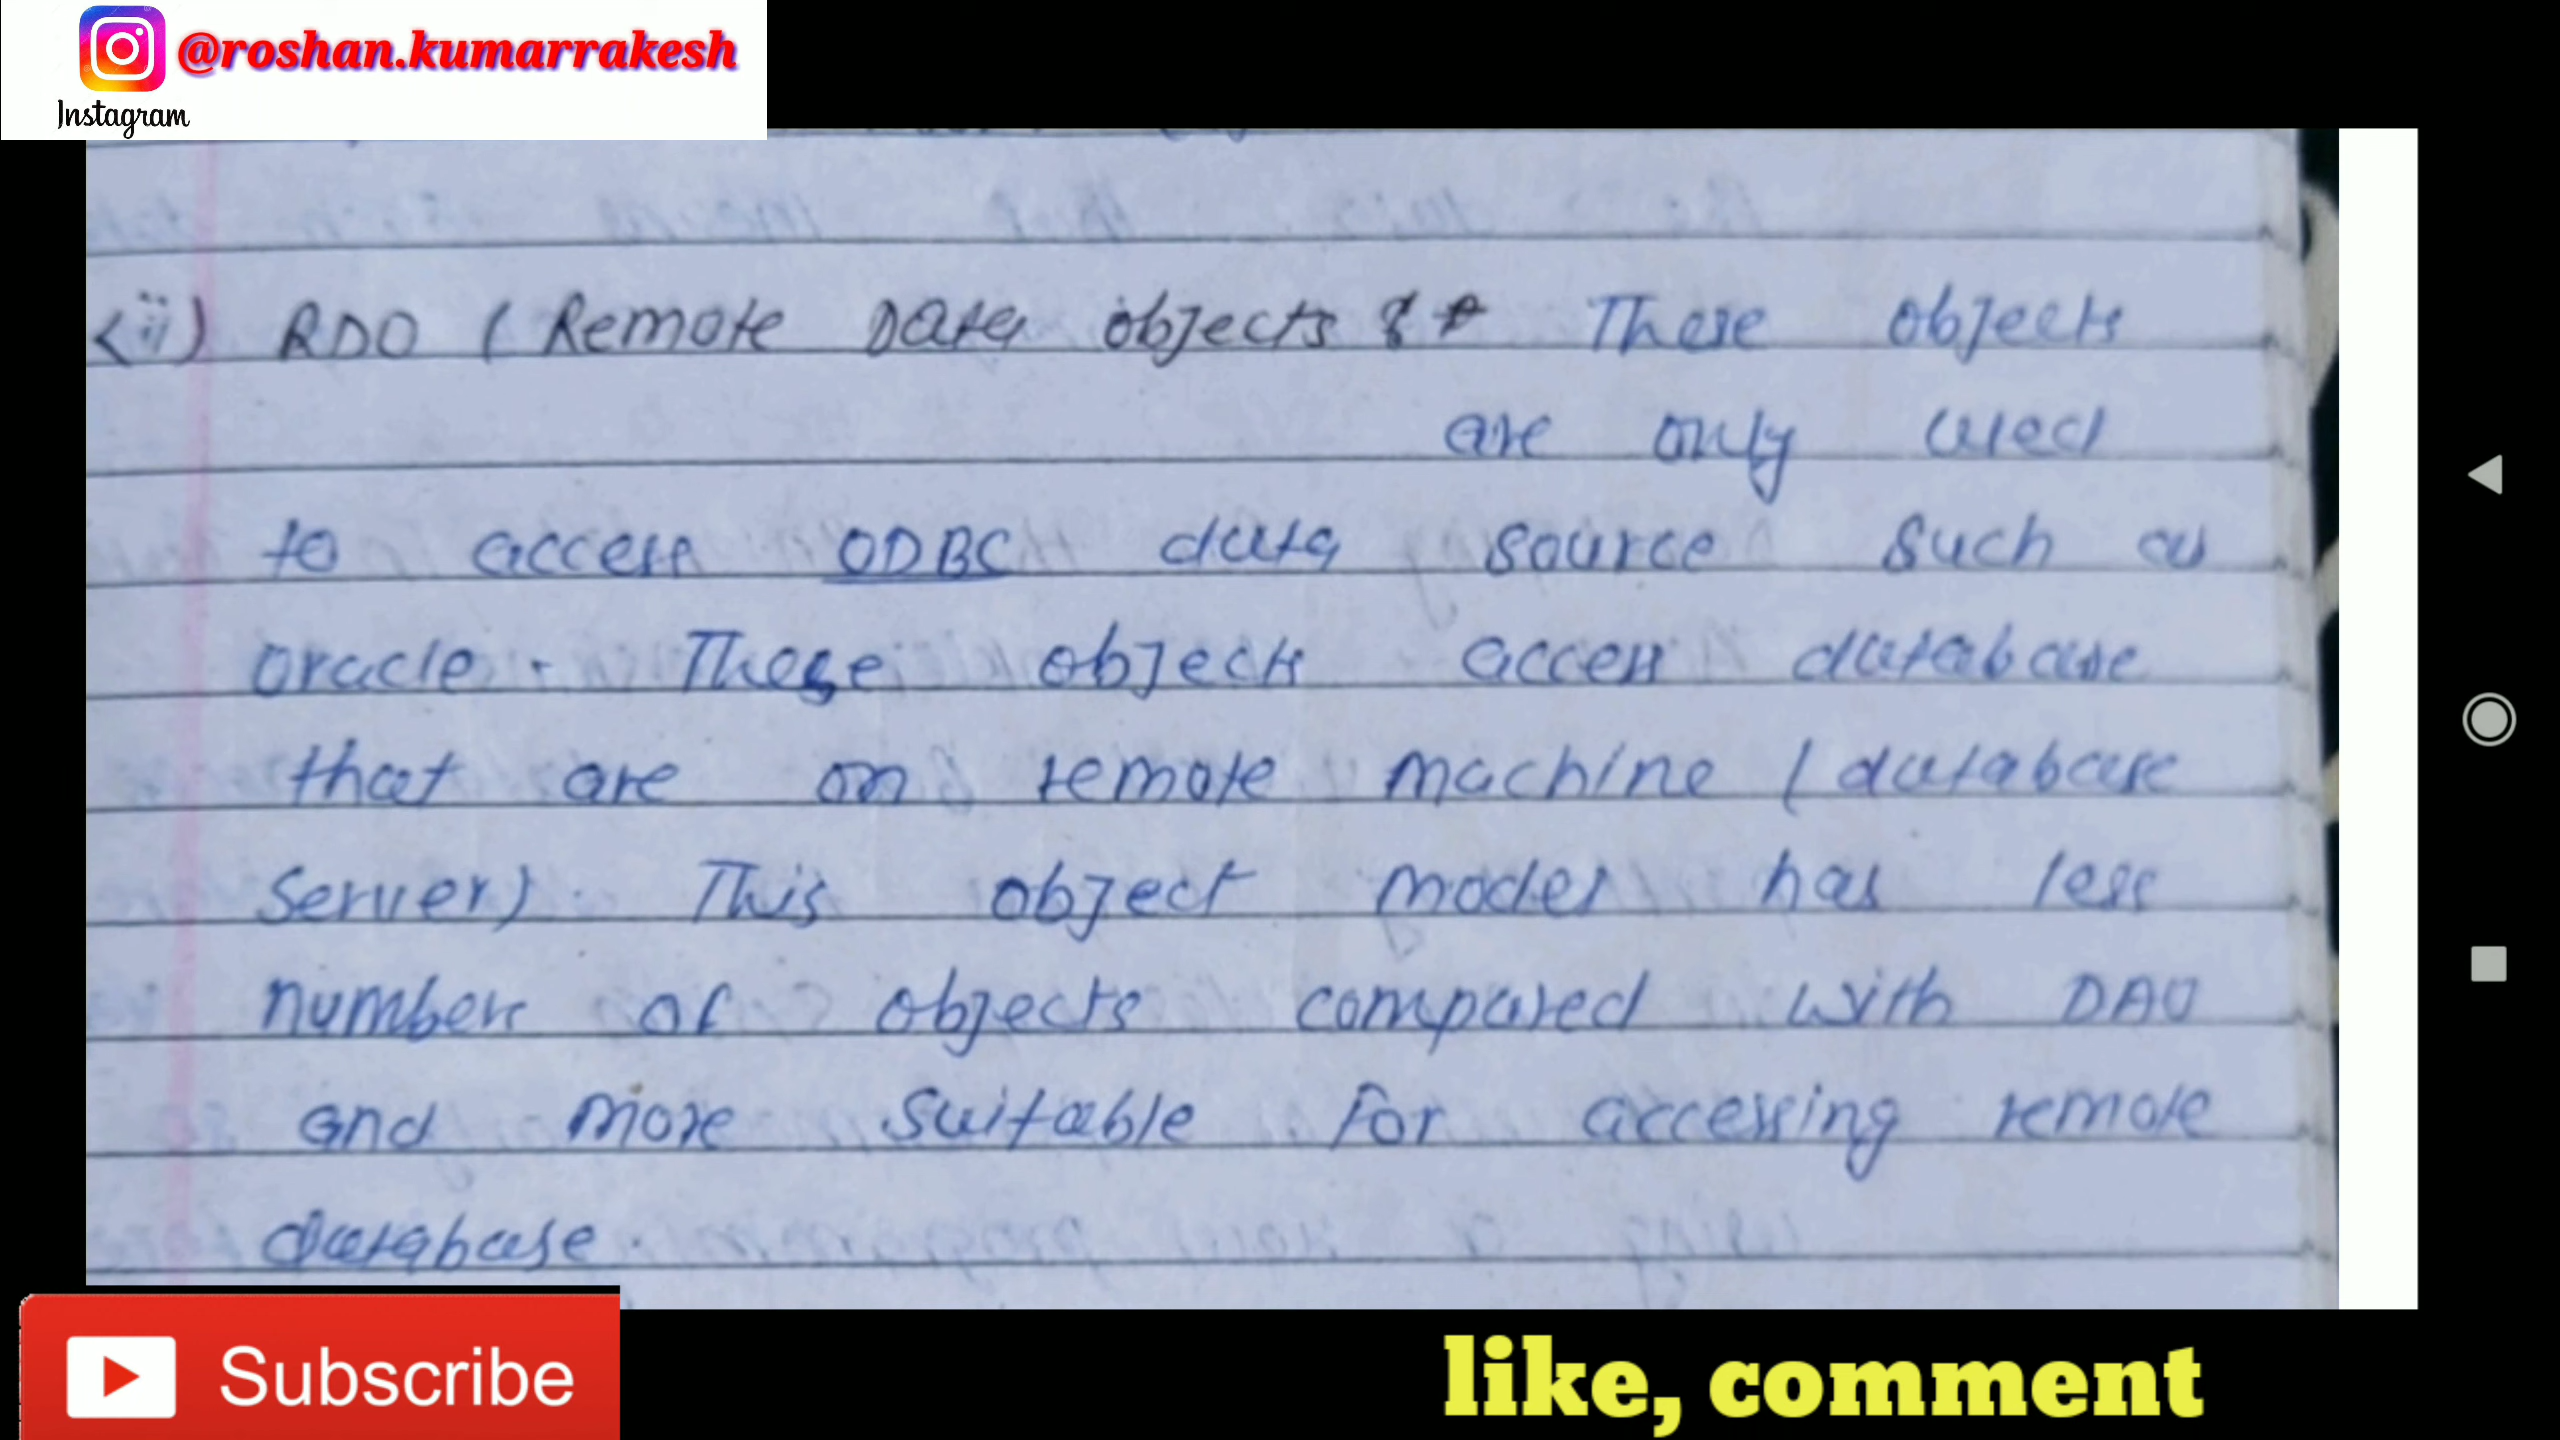 @roshan.kumarrakesh
Instagram
(ii) RDO ( Remote Data objects :- These objects
are only used
to access ODBC data source such as
oracle. These objects access database
that are on remote machine (database
Server). This object model has less
number of objects compared with DAO
and more suitable for accessing remote
database.
Subscribe
like, comment